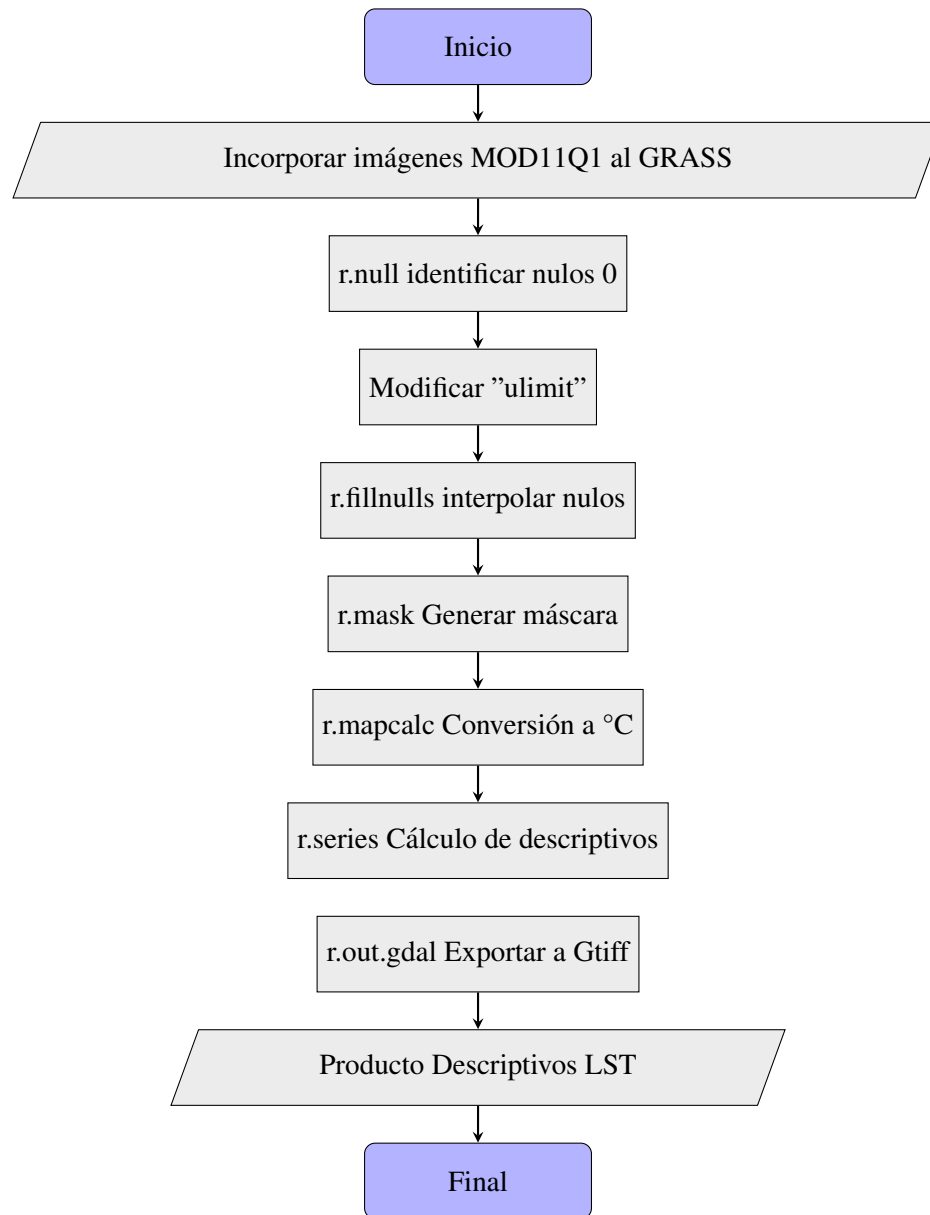 Inicio
Incorporar imágenes MOD11Q1 al GRASS
r.null identificar nulos 0
Modificar ”ulimit”
r.fillnulls interpolar nulos
r.mask Generar máscara
r.mapcalc Conversión a °C
r.series Cálculo de descriptivos
r.out.gdal Exportar a Gtiff
Producto Descriptivos LST
Final